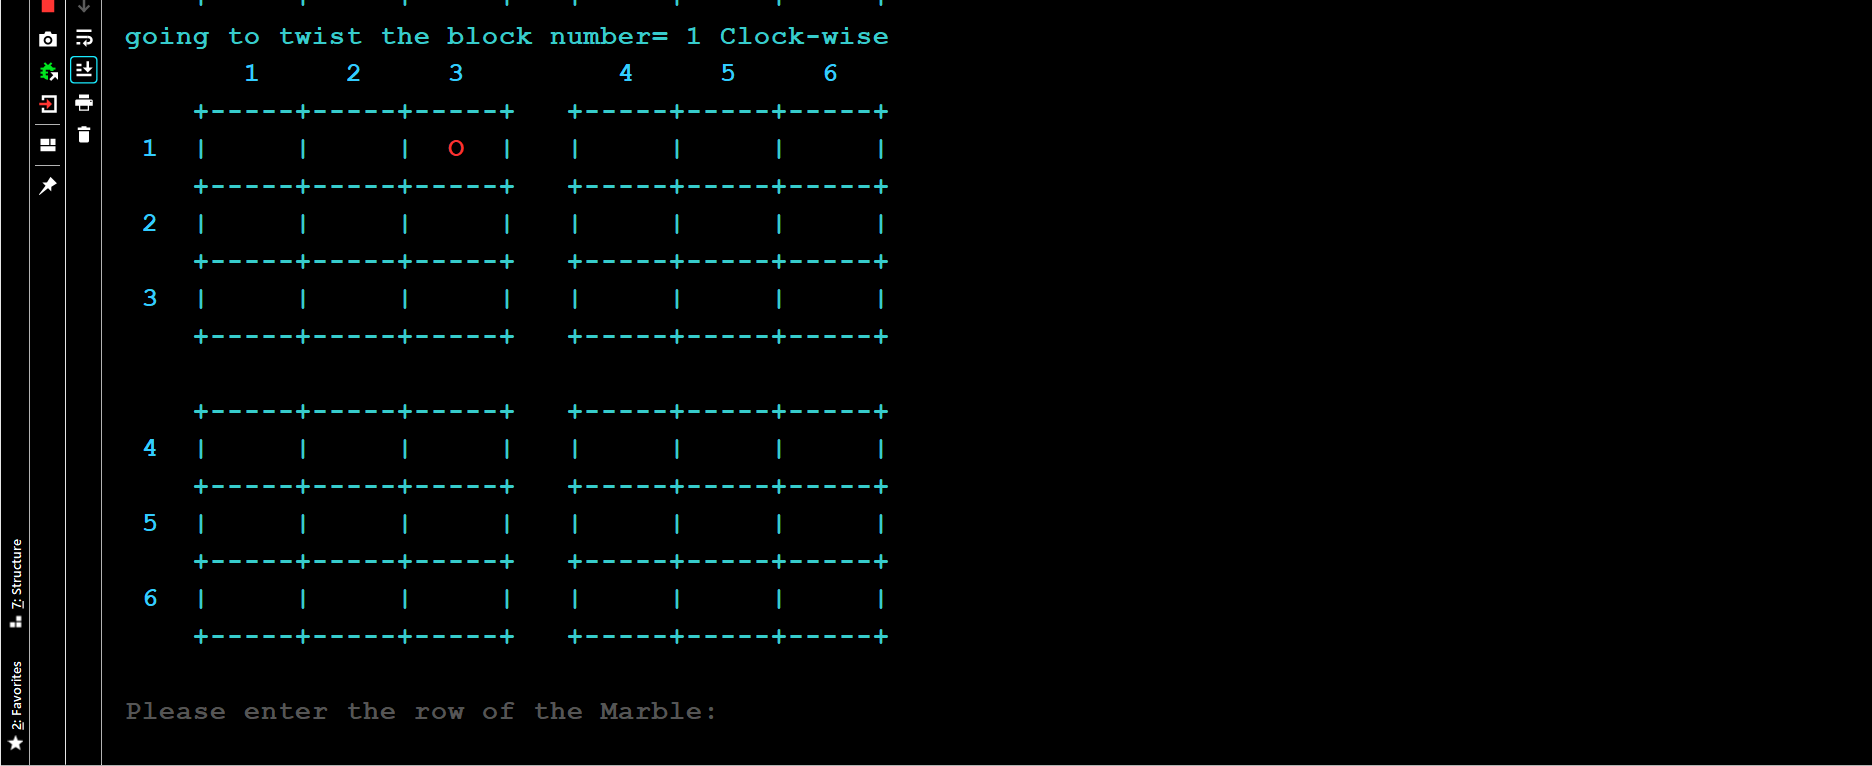 going to twist the block number= 1 Clock-wise
1 2 3 4 5 6
+-----+-----+-----+ +-----+-----+-----+
1 | | | O | | | | |
+-----+-----+-----+ +-----+-----+-----+
2 | | | | | | | |
+-----+-----+-----+ +-----+-----+-----+
3 | | | | | | | |
+-----+-----+-----+ +-----+-----+-----+
+-----+-----+-----+ +-----+-----+-----+
4 | | | | | | | |
+-----+-----+-----+ +-----+-----+-----+
5 | | | | | | | |
+-----+-----+-----+ +-----+-----+-----+
6 | | | | | | | |
+-----+-----+-----+ +-----+-----+-----+
Please enter the row of the Marble:
7: Structure
2: Favorites